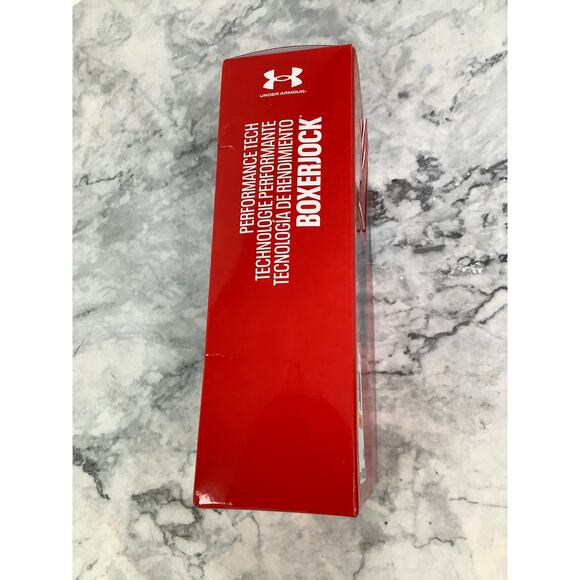 UNDER ARMOUR
PERFORMANCE TECH
TECHNOLOGIE PERFORMANTE
TECNOLOGÍA DE RENDIMIENTO
BOXERJOCK®